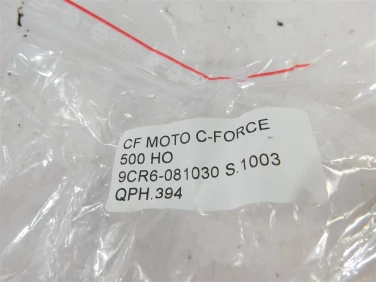 CF MOTO C-FORCE
500 HO
9CR6-081030 S.1003
QPH.394